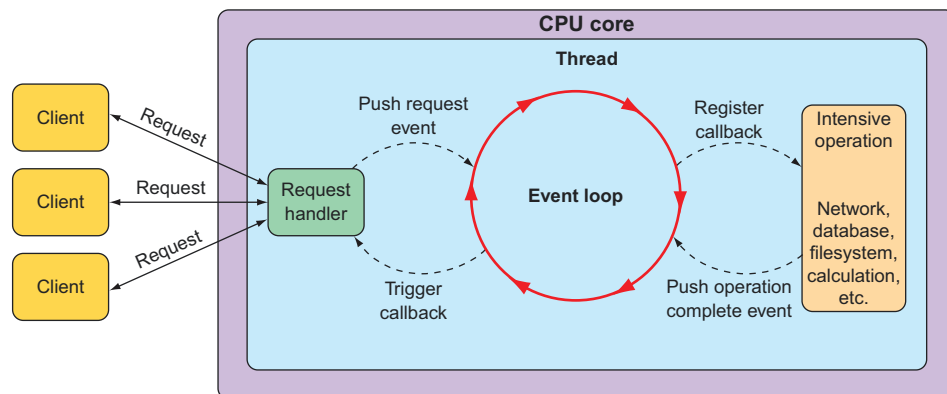 CPU core
Thread
Client
Client
Client
Request
Request
Request
Request
handler
Push request
event
Trigger
callback
Event loop
Register
callback
Push operation
complete event
Intensive
operation
Network,
database,
filesystem,
calculation,
etc.